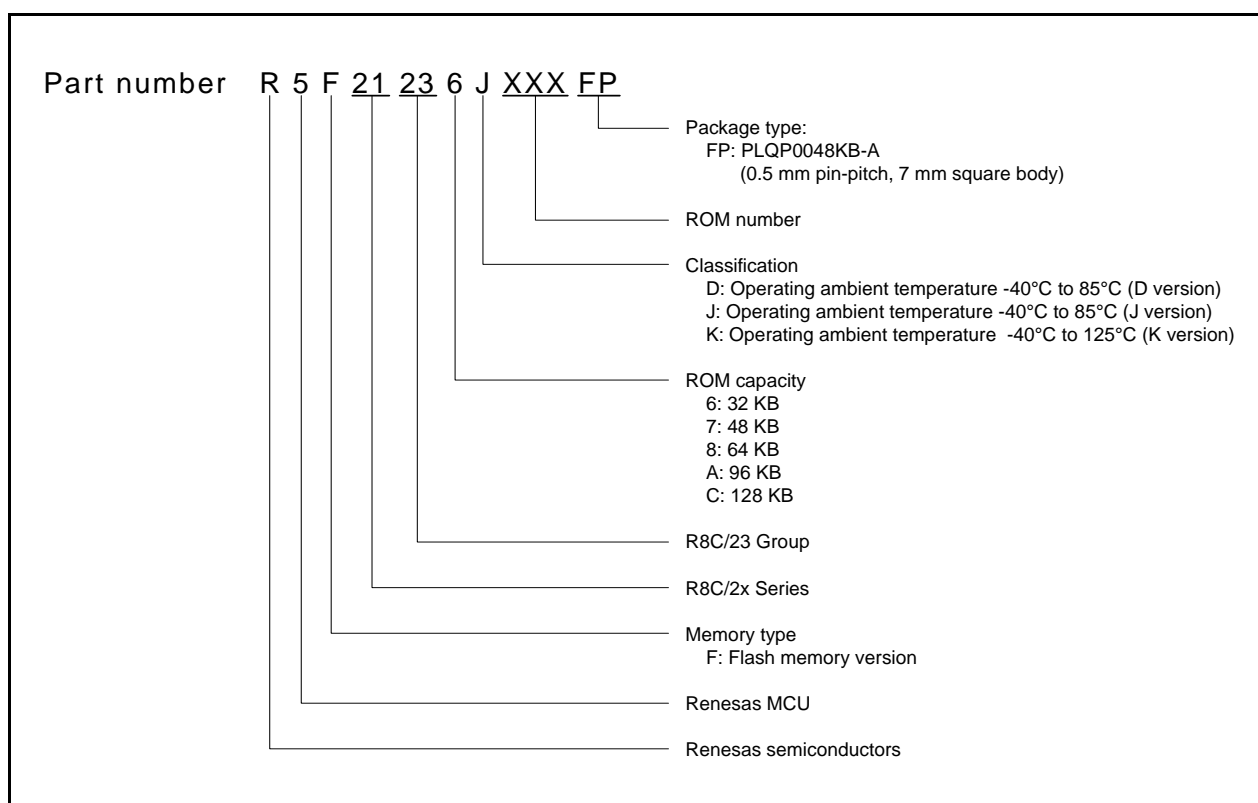 Part number R 5 F 21 23 6 J XXX FP
Package type:
FP: PLQP0048KB-A
(0.5 mm pin-pitch, 7 mm square body)
ROM number
Classification
D: Operating ambient temperature -40°C to 85°C (D version)
J: Operating ambient temperature -40°C to 85°C (J version)
K: Operating ambient temperature -40°C to 125°C (K version)
ROM capacity
6: 32 KB
7: 48 KB
8: 64 KB
A: 96 KB
C: 128 KB
R8C/23 Group
R8C/2x Series
Memory type
F: Flash memory version
Renesas MCU
Renesas semiconductors